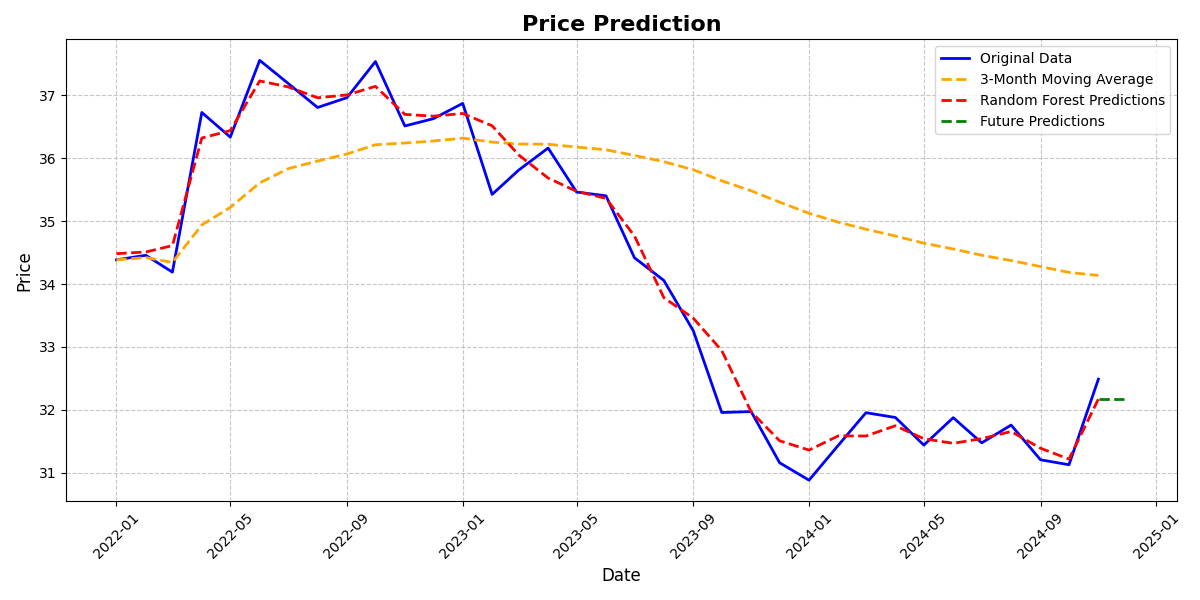 Price Prediction
Original Data
3-Month Moving Average
Random Forest Predictions
Future Predictions
Price
37
36
35
34
33
32
31
2022-01
2022-05
2022-09
2023-01
2023-05
2023-09
2024-01
2024-05
2024-09
2025-01
Date